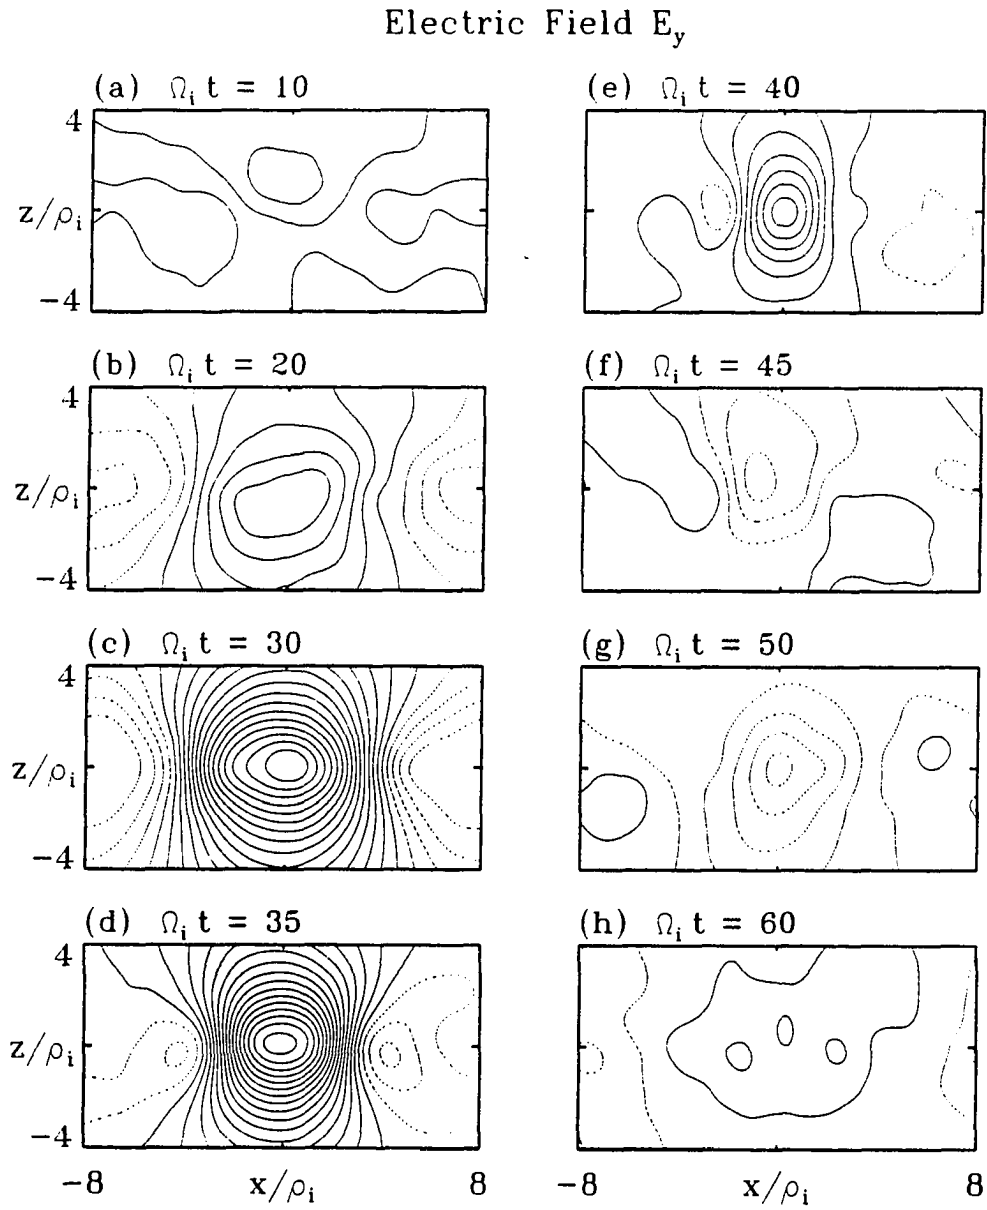 Electric Field E_y
(a) Ω_i t = 10
(e) Ω_i t = 40
4
z/ρ_i
-4
(b) Ω_i t = 20
(f) Ω_i t = 45
4
z/ρ_i
-4
(c) Ω_i t = 30
(g) Ω_i t = 50
4
z/ρ_i
-4
(d) Ω_i t = 35
(h) Ω_i t = 60
4
z/ρ_i
-4
-8 x/ρ_i 8
-8 x/ρ_i 8